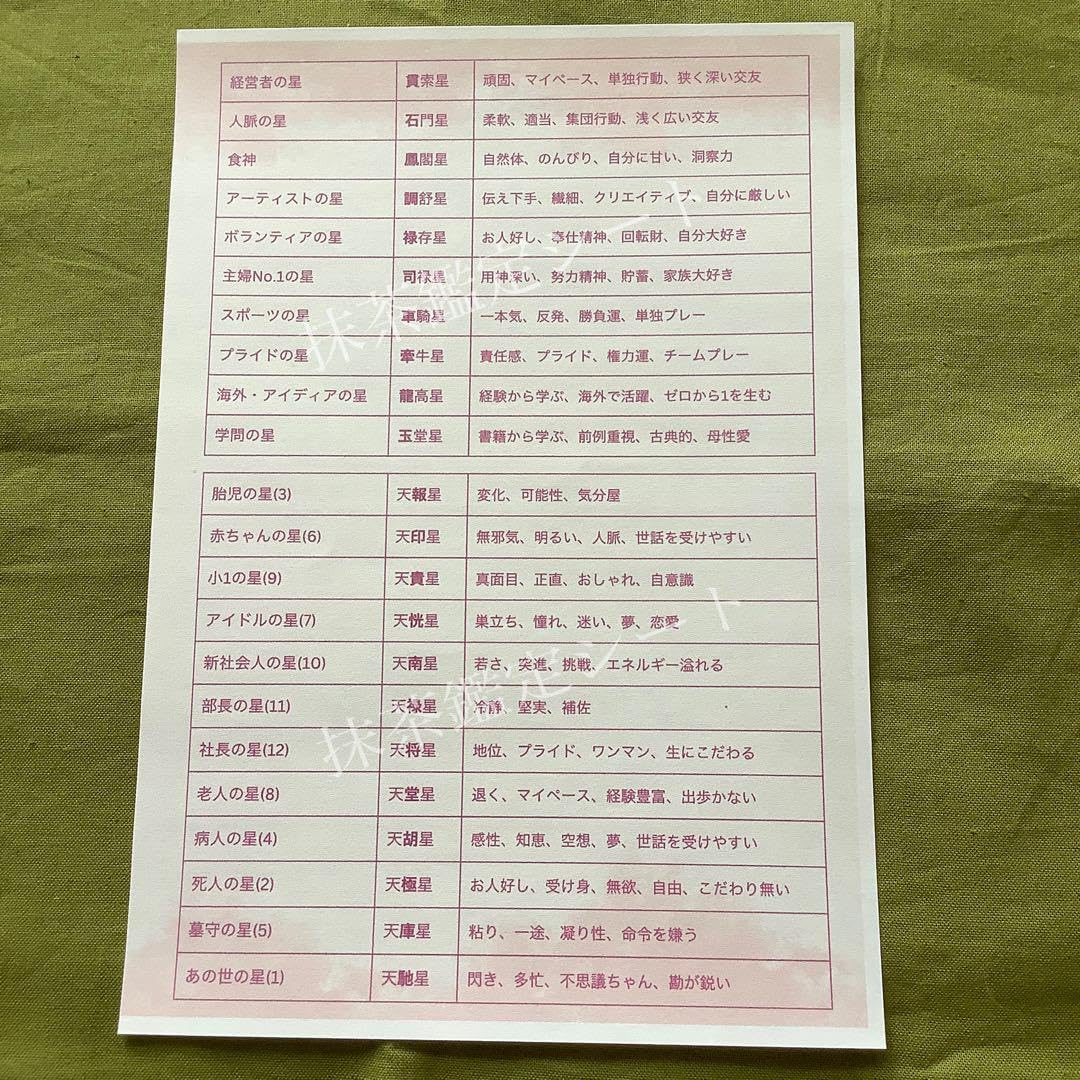 経営者の星 貫索星 頑固、マイペース、単独行動、狭く深い交友
人脈の星 石門星 柔軟、適当、集団行動、浅く広い交友
食神 鳳閣星 自然体、のんびり、自分に甘い、洞察力
アーティストの星 調舒星 伝え下手、繊細、クリエイティブ、自分に厳しい
ボランティアの星 禄存星 お人好し、奉仕精神、回転財、自分大好き
主婦No.1の星 司禄星 用神深い、努力精神、貯蓄、家族大好き
スポーツの星 車騎星 一本気、反発、勝負運、単独プレー
プライドの星 牽牛星 責任感、プライド、権力運、チームプレー
海外・アイディアの星 龍高星 経験から学ぶ、海外で活躍、ゼロから1を生む
学問の星 玉堂星 書籍から学ぶ、前例重視、古典的、母性愛
胎児の星(3) 天報星 変化、可能性、気分屋
赤ちゃんの星(6) 天印星 無邪気、明るい、人脈、世話を受けやすい
小1の星(9) 天貴星 真面目、正直、おしゃれ、自意識
アイドルの星(7) 天恍星 巣立ち、憧れ、迷い、夢、恋愛
新社会人の星(10) 天南星 若さ、突進、挑戦、エネルギー溢れる
部長の星(11) 天禄星 冷静、堅実、補佐
社長の星(12) 天将星 地位、プライド、ワンマン、生にこだわる
老人の星(8) 天堂星 退く、マイペース、経験豊富、出歩かない
病人の星(4) 天胡星 感性、知恵、空想、夢、世話を受けやすい
死人の星(2) 天極星 お人好し、受け身、無欲、自由、こだわり無い
墓守の星(5) 天庫星 粘り、一途、凝り性、命令を嫌う
あの世の星(1) 天馳星 閃き、多忙、不思議ちゃん、勘が鋭い
抹茶鑑定シート
抹茶鑑定シート